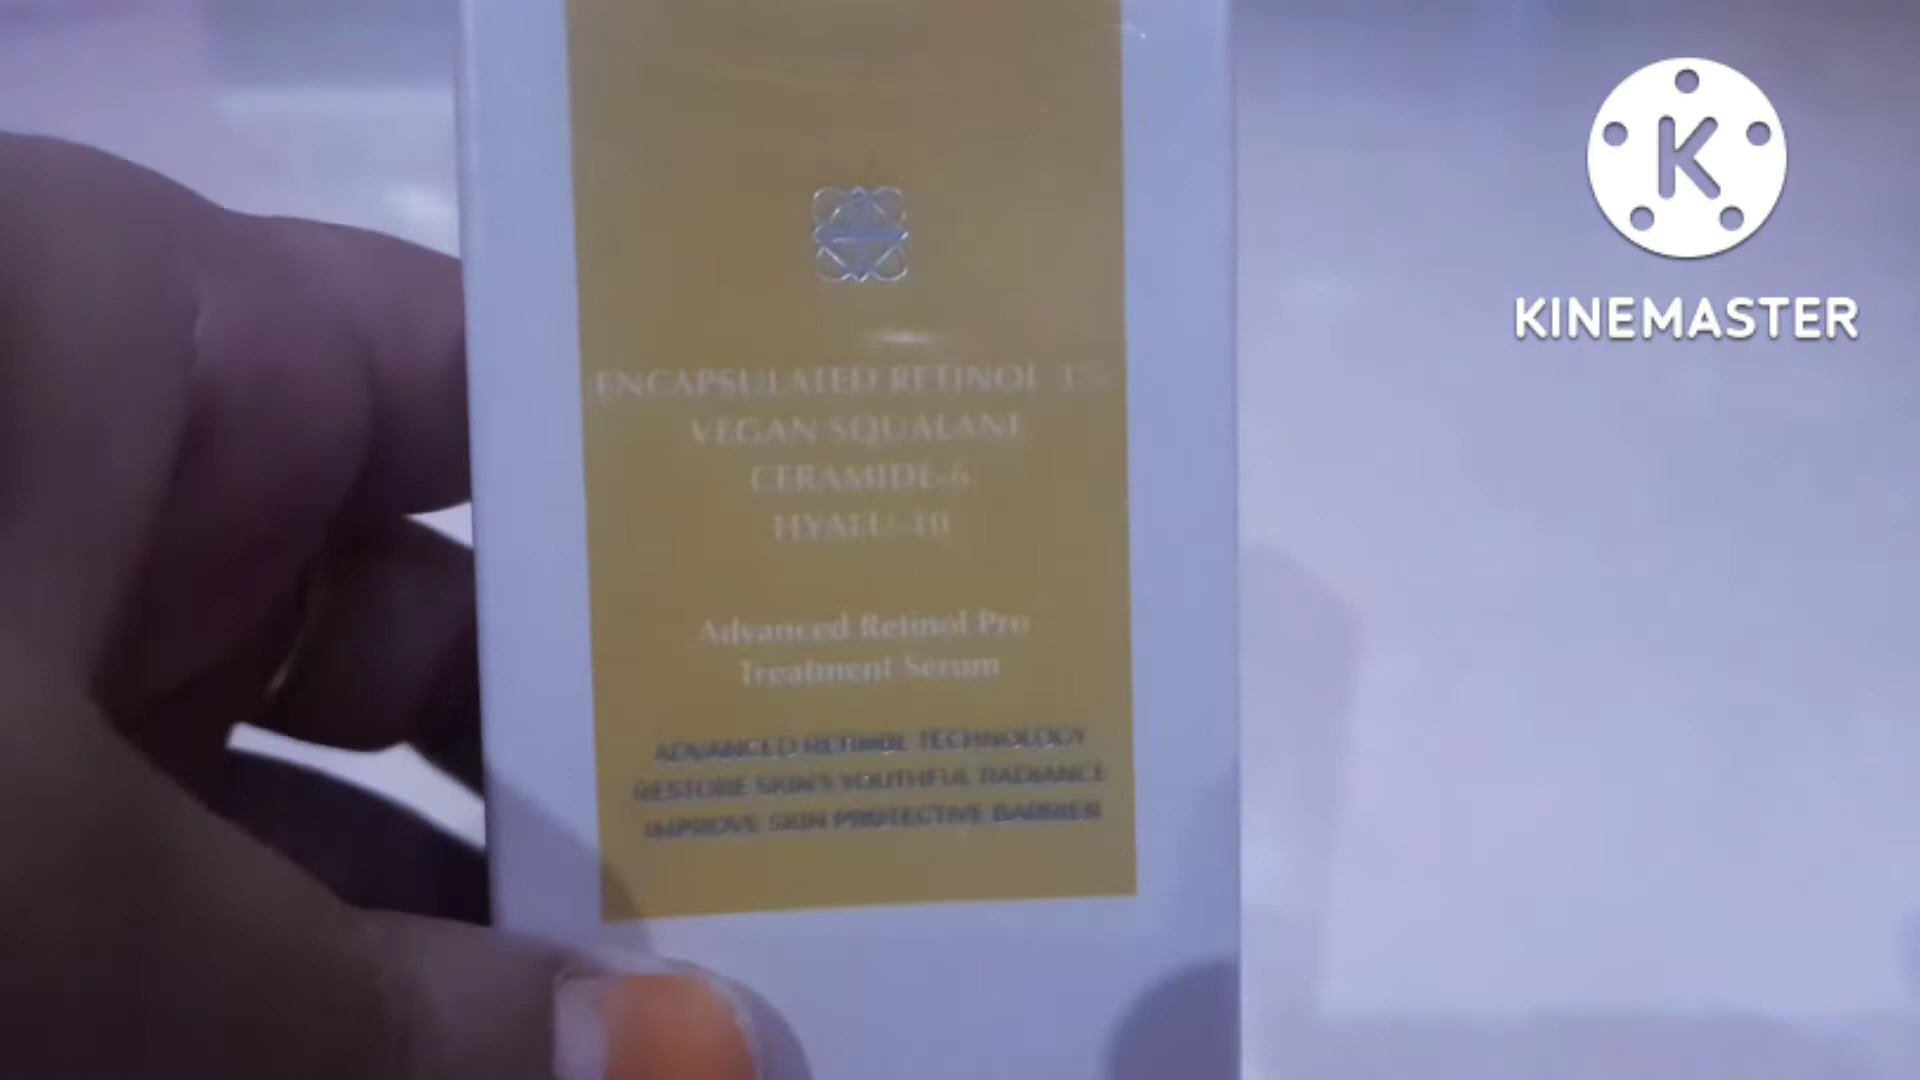 ENCAPSULATED RETINOL 3%
VEGAN SQUALANE
CERAMIDE-6
HYALU-10
Advanced Retinol Pro
Treatment Serum
ADVANCED RETINOL TECHNOLOGY
RESTORE SKIN'S YOUTHFUL RADIANCE
IMPROVE SKIN PROTECTIVE BARRIER
K
KINEMASTER